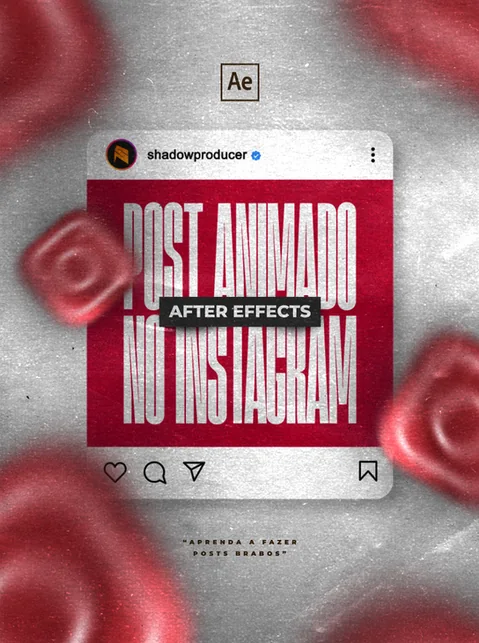 Ae
shadowproducer
POST ANIMADO
AFTER EFFECTS
NO INSTAGRAM
"APRENDA A FAZER
POSTS BRABOS"